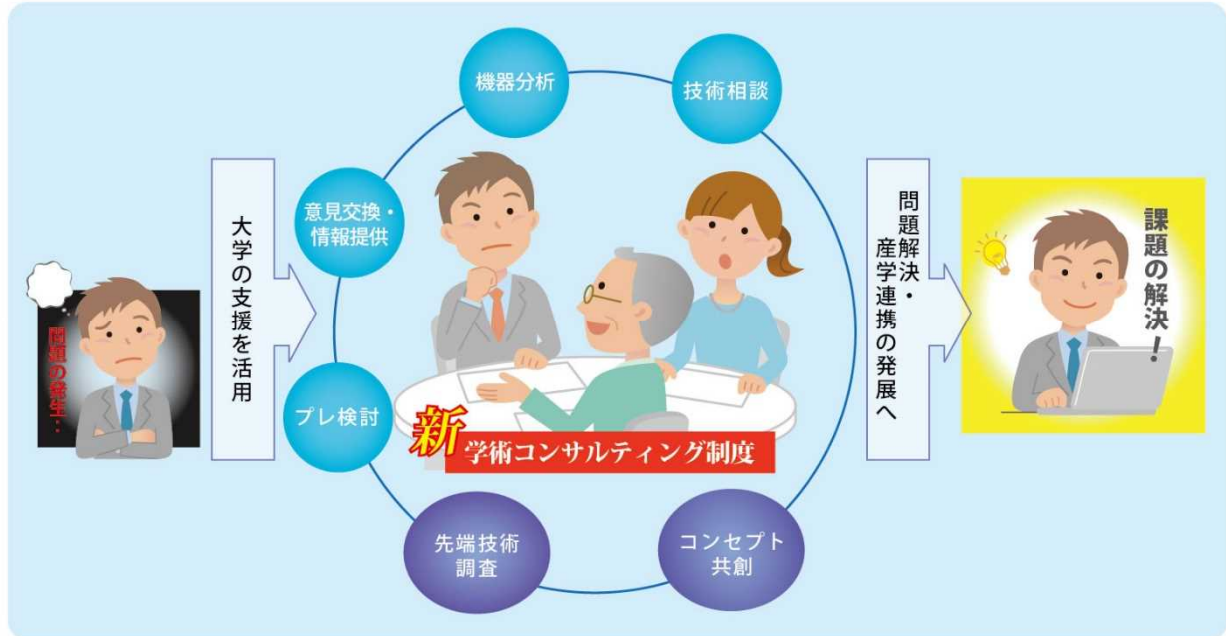 問題の発生‥
大学の支援を活用
機器分析
技術相談
意見交換・
情報提供
プレ検討
新
学術コンサルティング制度
先端技術
調査
コンセプト
共創
問題解決・
産学連携の発展へ
課題の解決！